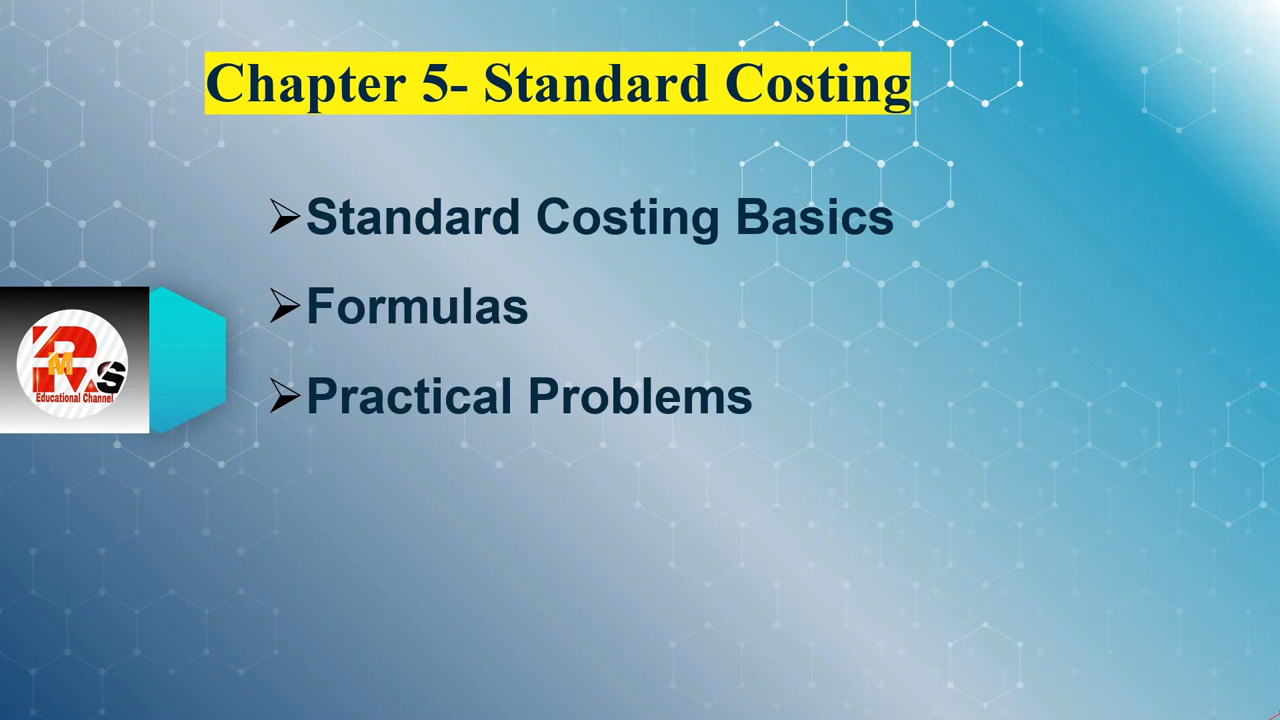 Chapter 5- Standard Costing
Standard Costing Basics
Formulas
Practical Problems
M
S
Educational Channel